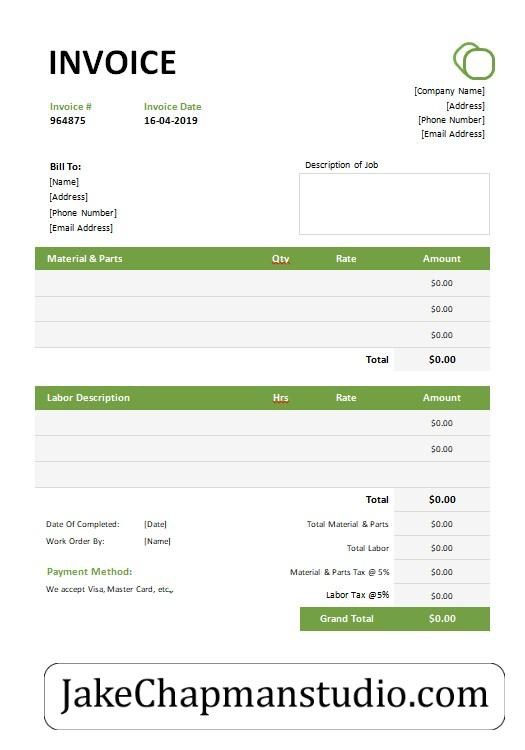 INVOICE
[Company Name]
Invoice # Invoice Date [Address]
964875 16-04-2019 [Phone Number]
[Email Address]
Bill To: Description of Job
[Name]
[Address]
[Phone Number]
[Email Address]
Material & Parts Qty Rate Amount
$0.00
$0.00
$0.00
Total $0.00
Labor Description Hrs Rate Amount
$0.00
$0.00
Total $0.00
Date Of Completed: [Date] Total Material & Parts $0.00
Work Order By: [Name] Total Labor $0.00
Payment Method: Material & Parts Tax @ 5% $0.00
We accept Visa, Master Card, etc., Labor Tax @5% $0.00
Grand Total $0.00
JakeChapmanstudio.com